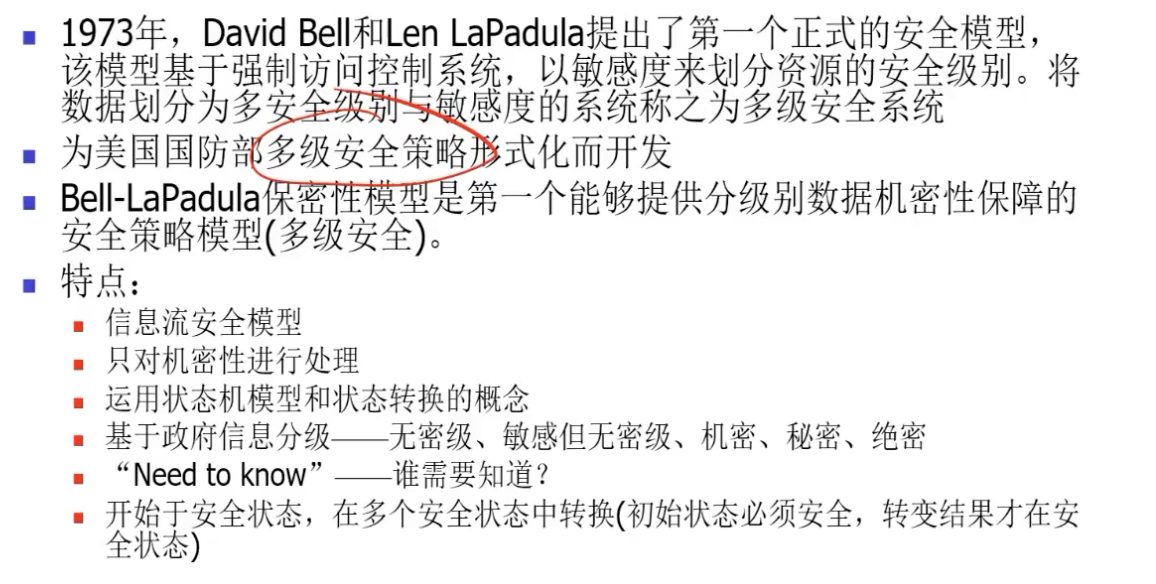 1973年，David Bell和Len LaPadula提出了第一个正式的安全模型，
该模型基于强制访问控制系统，以敏感度来划分资源的安全级别。将
数据划分为多安全级别与敏感度的系统称之为多级安全系统
为美国国防部多级安全策略形式化而开发
Bell-LaPadula保密性模型是第一个能够提供分级别数据机密性保障的
安全策略模型(多级安全)。
特点：
信息流安全模型
只对机密性进行处理
运用状态机模型和状态转换的概念
基于政府信息分级——无密级、敏感但无密级、机密、秘密、绝密
“Need to know”——谁需要知道？
开始于安全状态，在多个安全状态中转换(初始状态必须安全，转变结果才在安
全状态)